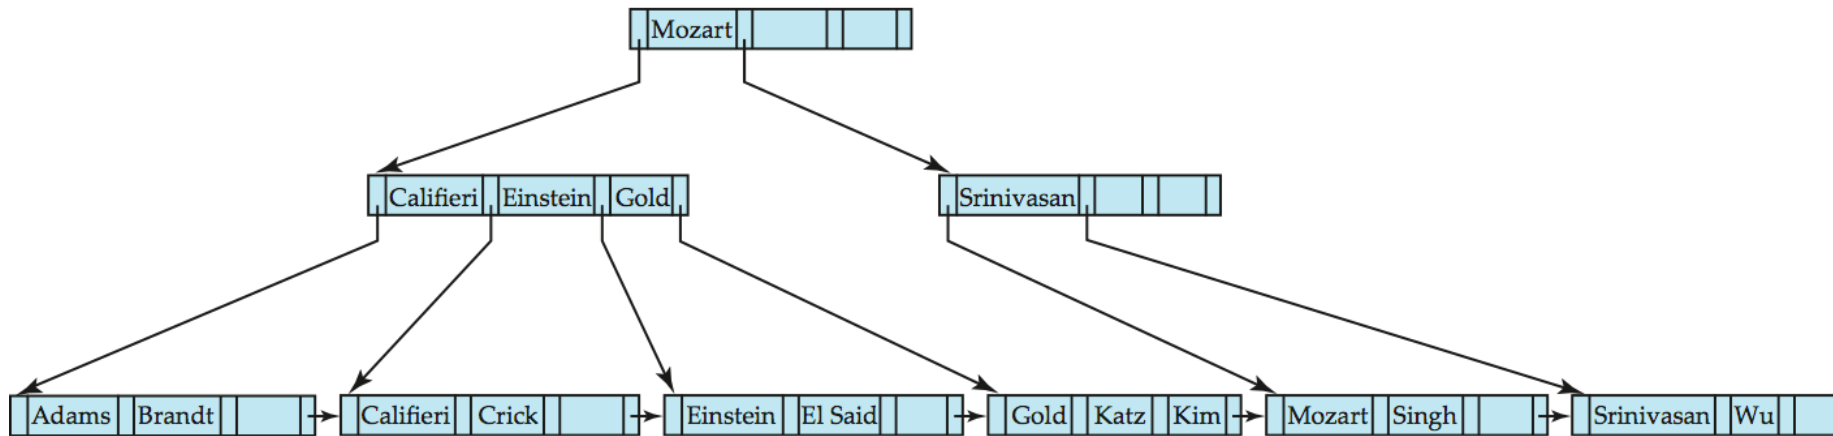 Mozart
Califieri Einstein Gold Srinivasan
Adams Brandt Califieri Crick Einstein El Said Gold Katz Kim Mozart Singh Srinivasan Wu